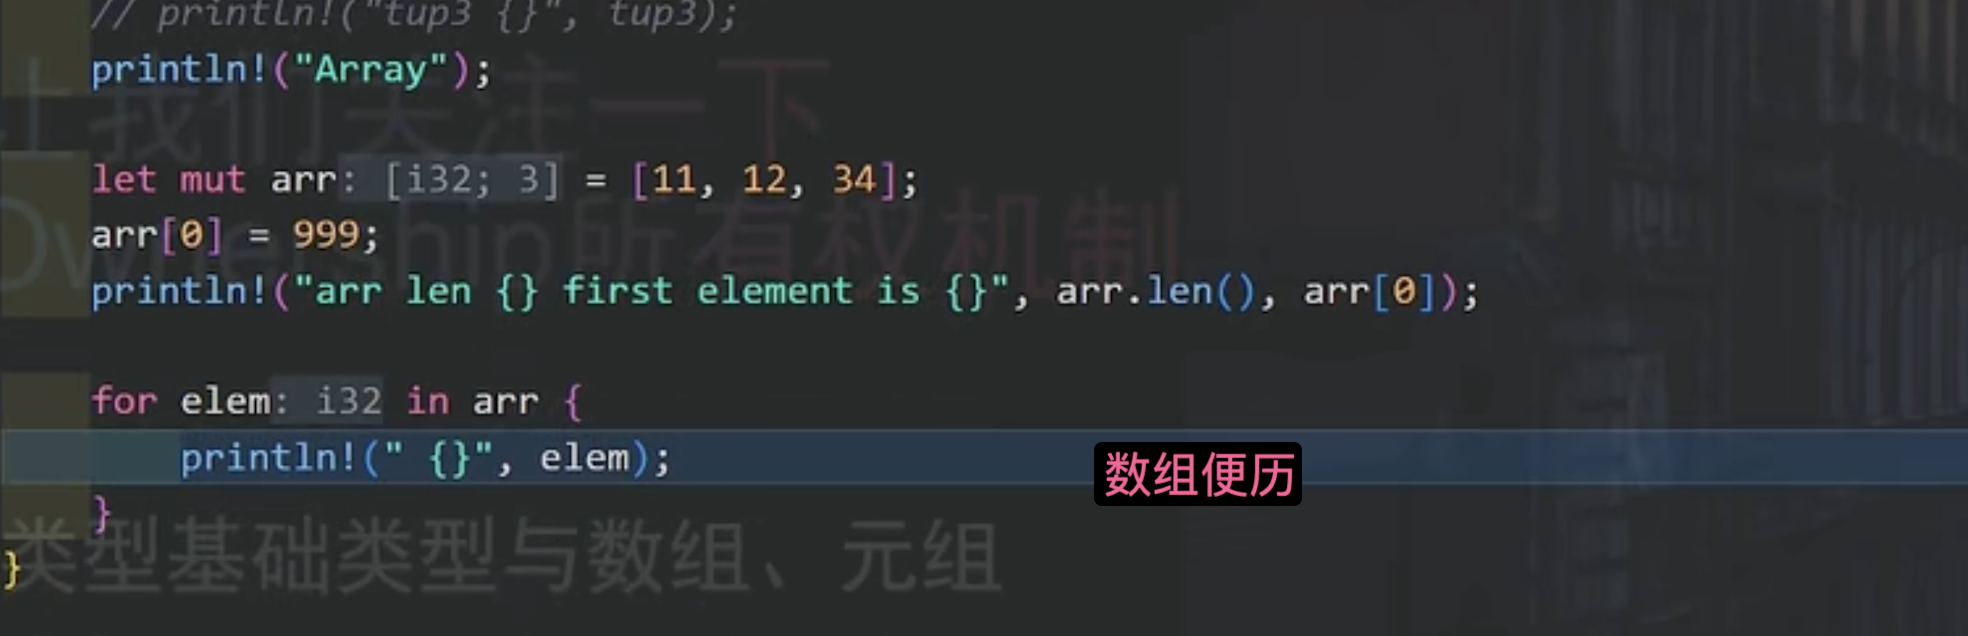 // println!("tup3 {}", tup3);
println!("Array");
让我们关注一下
let mut arr: [i32; 3] = [11, 12, 34];
arr[0] = 999;
Ownership所有权机制
println!("arr len {} first element is {}", arr.len(), arr[0]);
for elem: i32 in arr {
println!(" {}", elem);
数组便历
}
类型基础类型与数组、元组
}